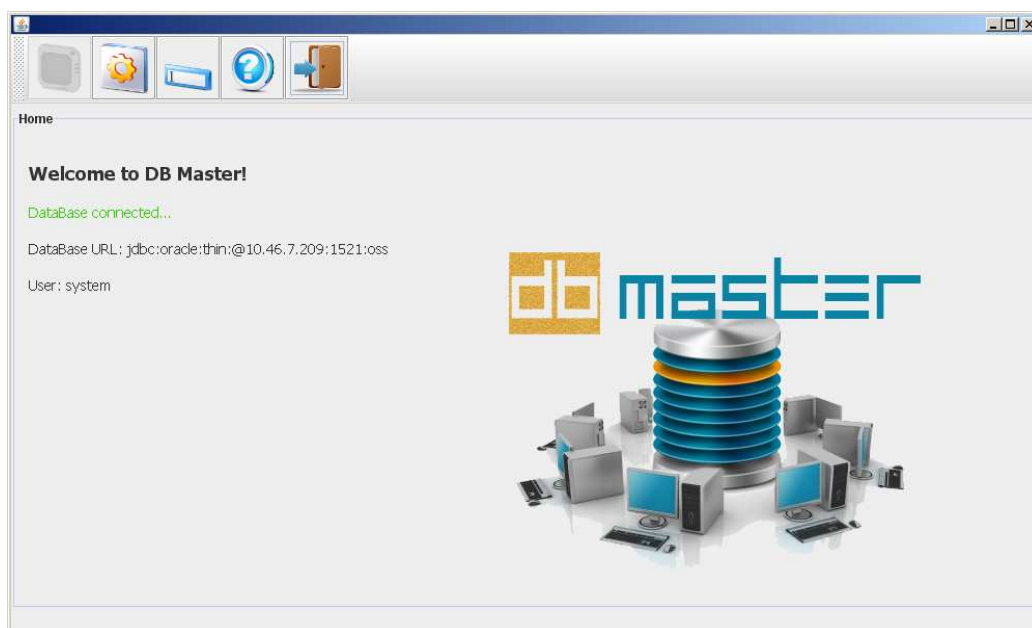 Home
Welcome to DB Master!
DataBase connected...
DataBase URL: jdbc:oracle:thin:@10.46.7.209:1521:oss
User: system
db master